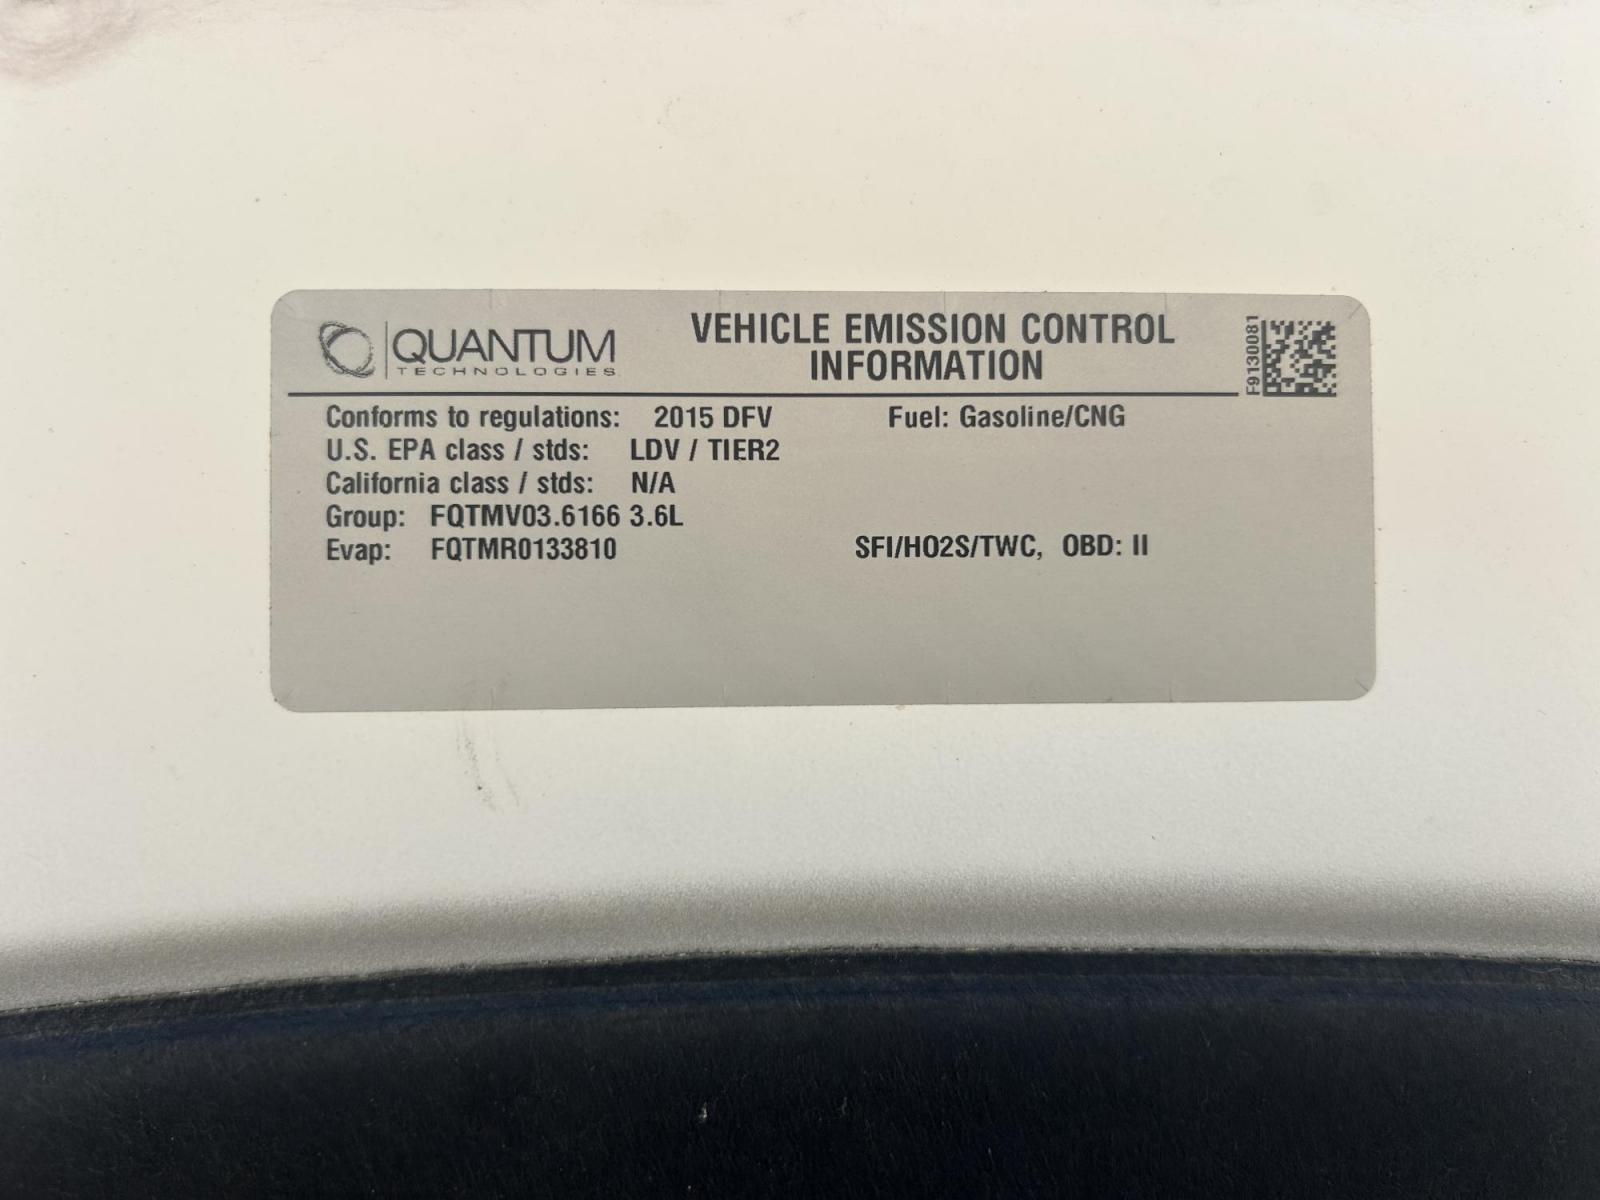 QUANTUM
TECHNOLOGIES
VEHICLE EMISSION CONTROL
INFORMATION
F9130081
Conforms to regulations: 2015 DFV Fuel: Gasoline/CNG
U.S. EPA class / stds: LDV / TIER2
California class / stds: N/A
Group: FQTMV03.6166 3.6L
Evap: FQTMR0133810 SFI/HO2S/TWC, OBD: II